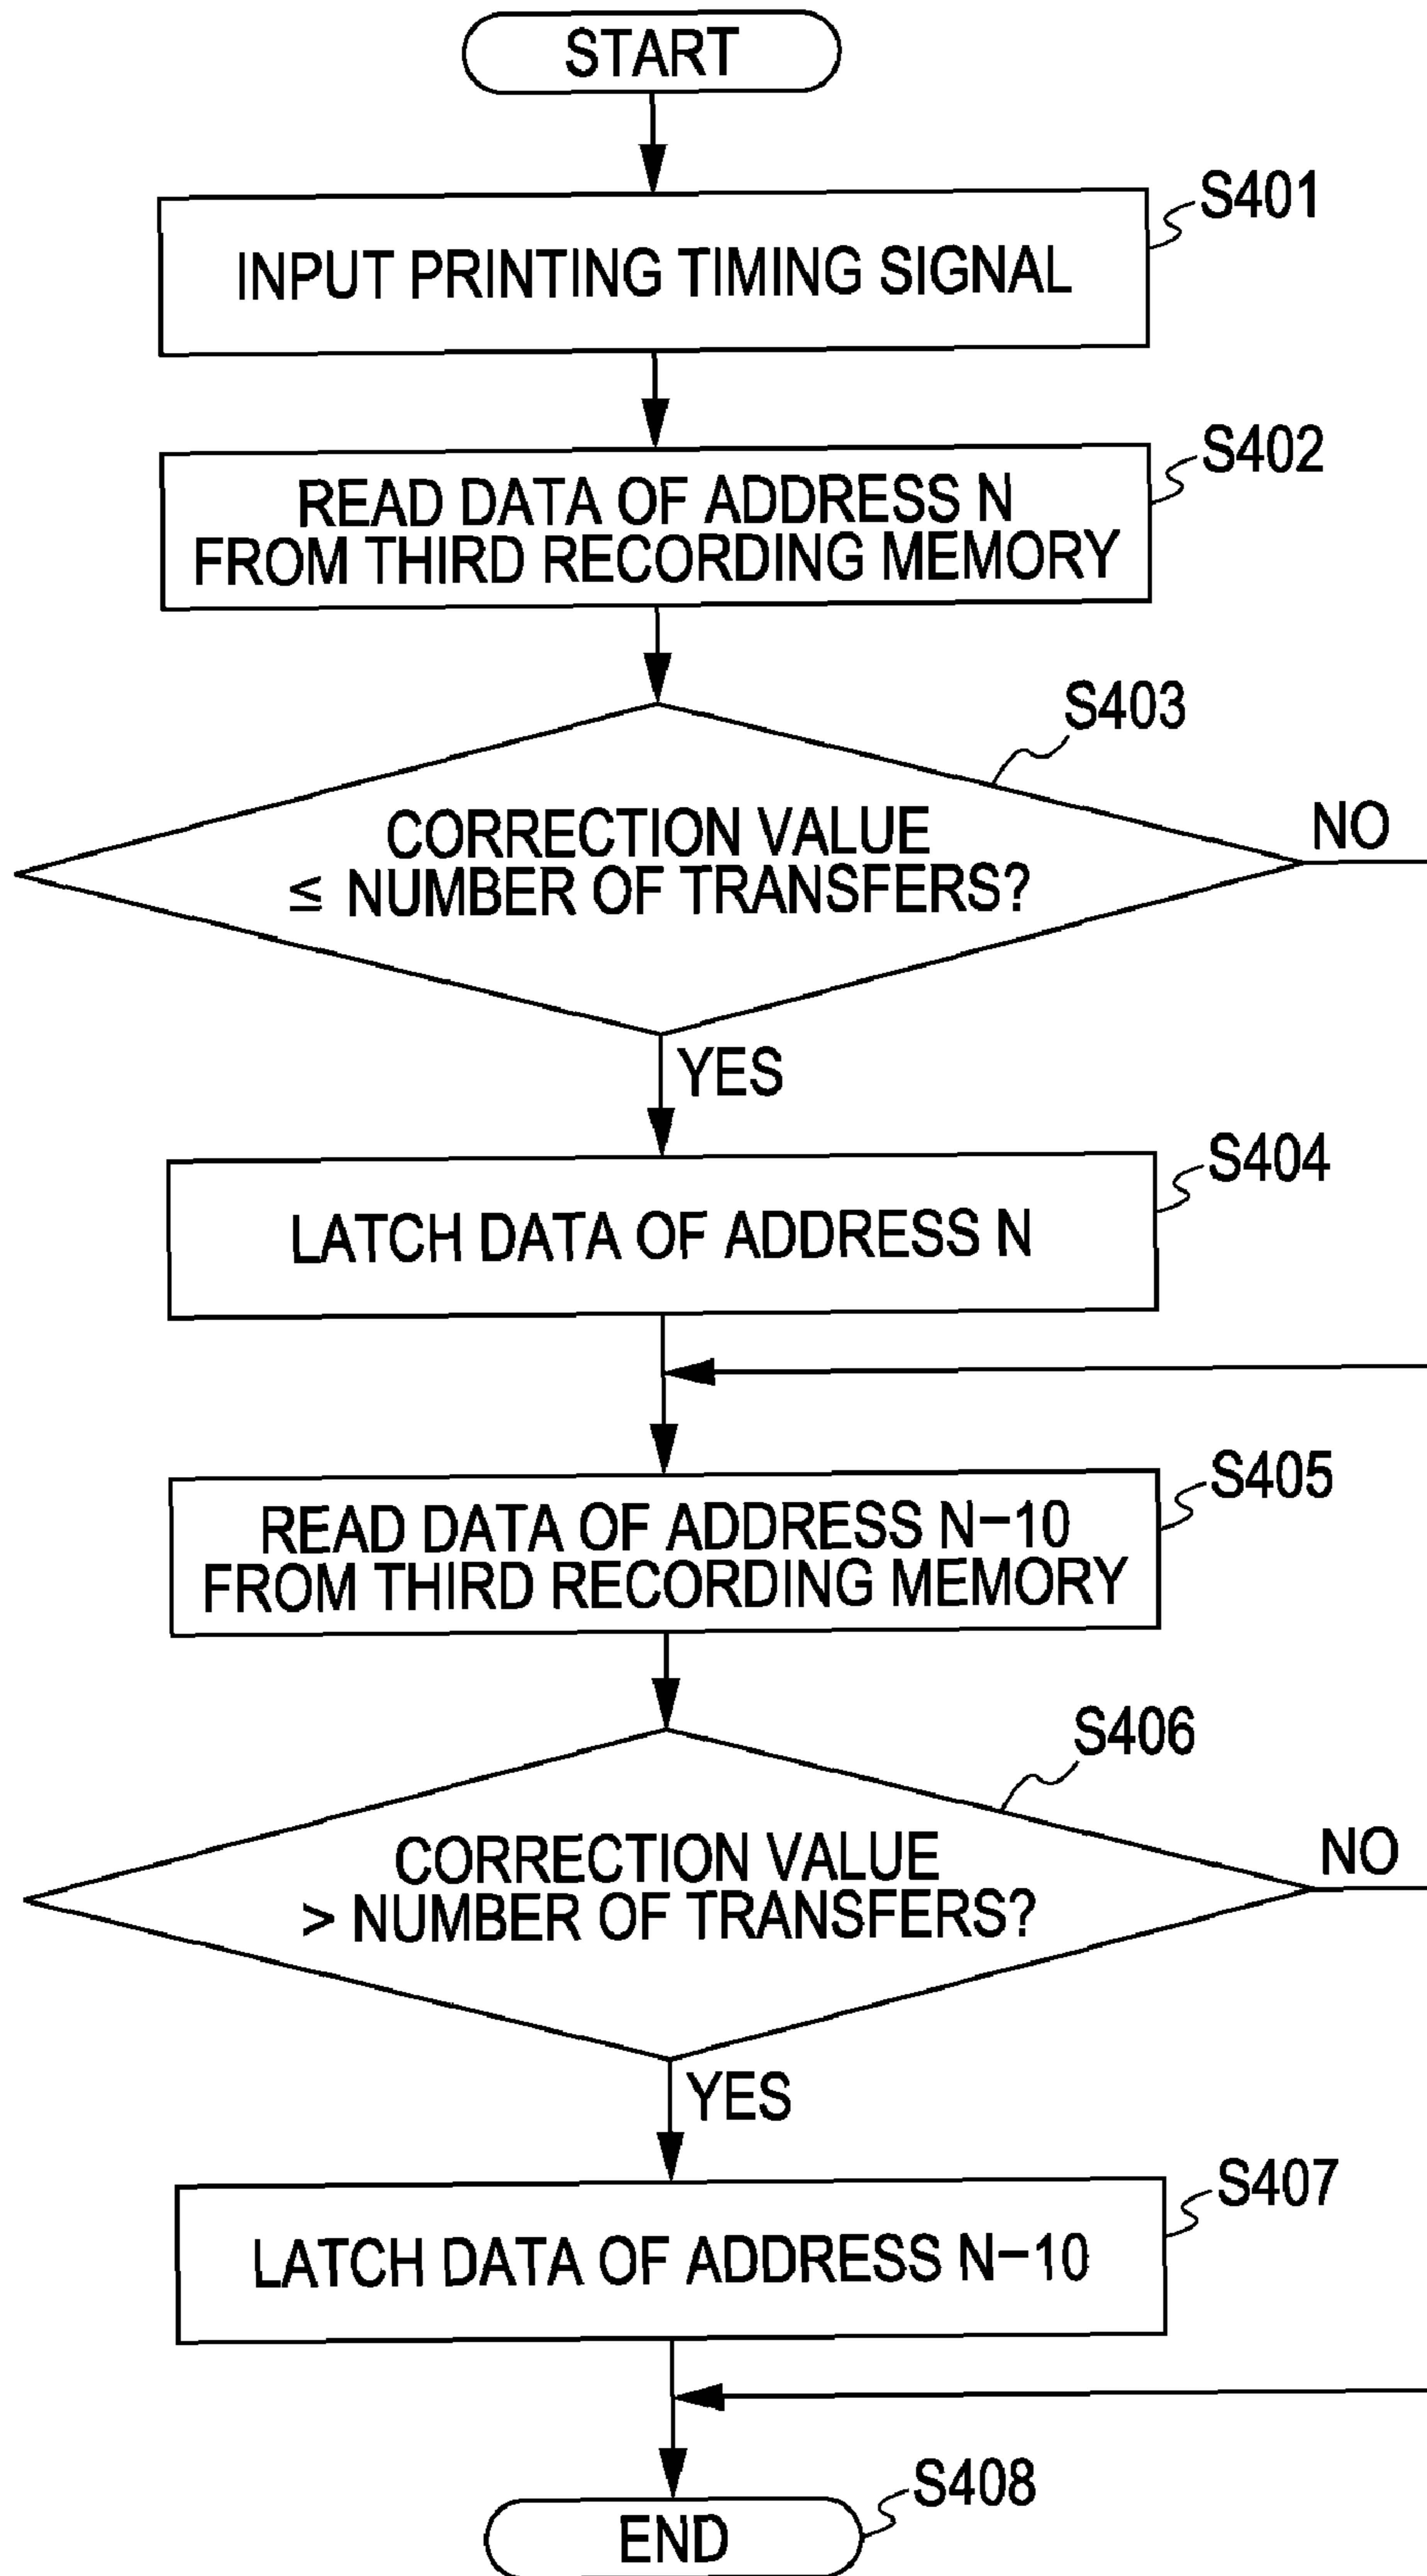 START
S401
INPUT PRINTING TIMING SIGNAL
S402
READ DATA OF ADDRESS N
FROM THIRD RECORDING MEMORY
S403
CORRECTION VALUE
≤ NUMBER OF TRANSFERS?
NO
YES
S404
LATCH DATA OF ADDRESS N
S405
READ DATA OF ADDRESS N−10
FROM THIRD RECORDING MEMORY
S406
CORRECTION VALUE
> NUMBER OF TRANSFERS?
NO
YES
S407
LATCH DATA OF ADDRESS N−10
S408
END